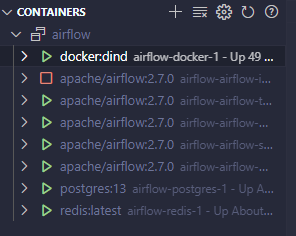 CONTAINERS
airflow
docker:dind airflow-docker-1 - Up 49 ...
apache/airflow:2.7.0 airflow-airflow-i...
apache/airflow:2.7.0 airflow-airflow-t...
apache/airflow:2.7.0 airflow-airflow-...
apache/airflow:2.7.0 airflow-airflow-s...
apache/airflow:2.7.0 airflow-airflow-...
postgres:13 airflow-postgres-1 - Up A...
redis:latest airflow-redis-1 - Up About...